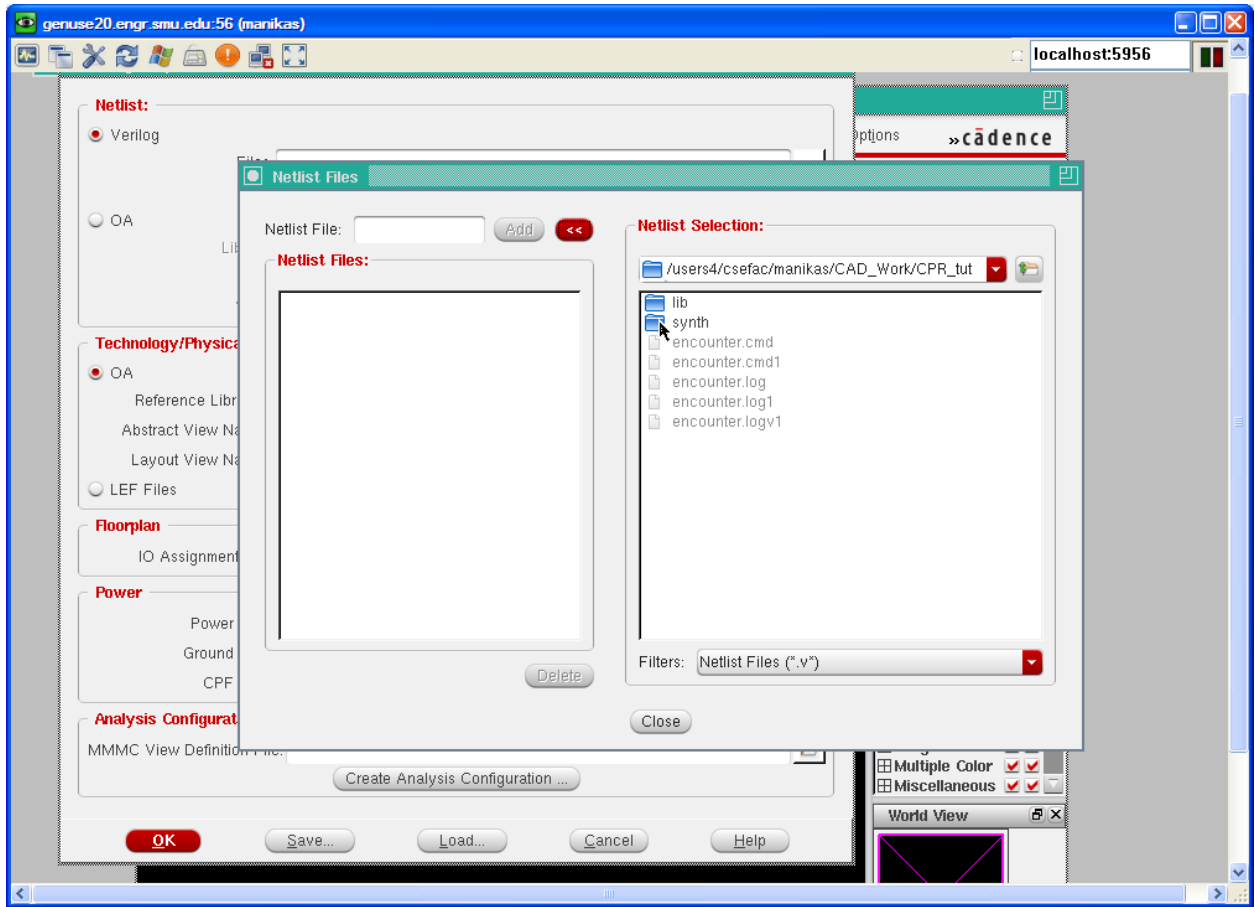 genuse20.engr.smu.edu:56 (manikas)
localhost:5956
Netlist:
Verilog
ptions
cādence
Netlist Files
OA
Netlist File:
Add
<<
Netlist Selection:
Netlist Files:
/users4/csefac/manikas/CAD_Work/CPR_tut
lib
synth
encounter.cmd
encounter.cmd1
encounter.log
encounter.log1
encounter.logv1
Technology/Physica
OA
Reference Libr
Abstract View Na
Layout View Na
LEF Files
Floorplan
IO Assignment
Power
Power
Ground
CPF
Delete
Filters:
Netlist Files (*.v*)
Close
Analysis Configurat
MMMC View Definition File:
Create Analysis Configuration ...
Multiple Color
Miscellaneous
World View
OK
Save...
Load...
Cancel
Help